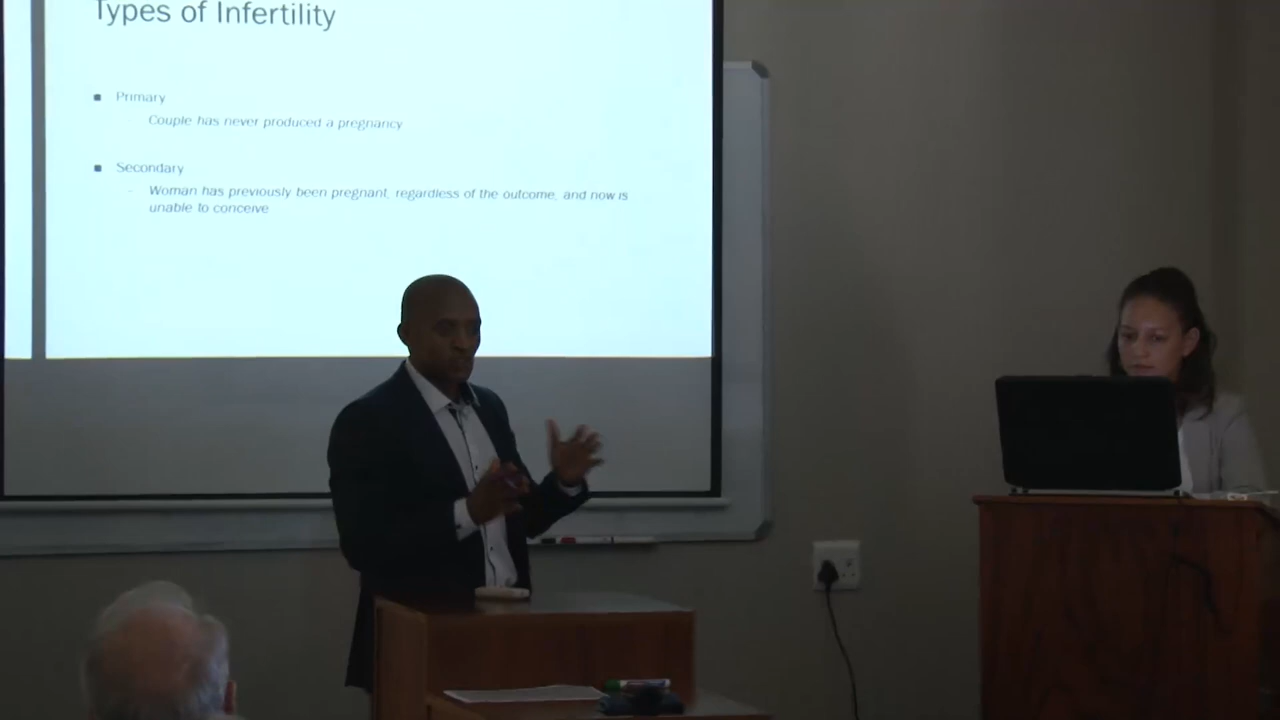 Types of Infertility
Primary
Couple has never produced a pregnancy
Secondary
Woman has previously been pregnant, regardless of the outcome, and now is
unable to conceive